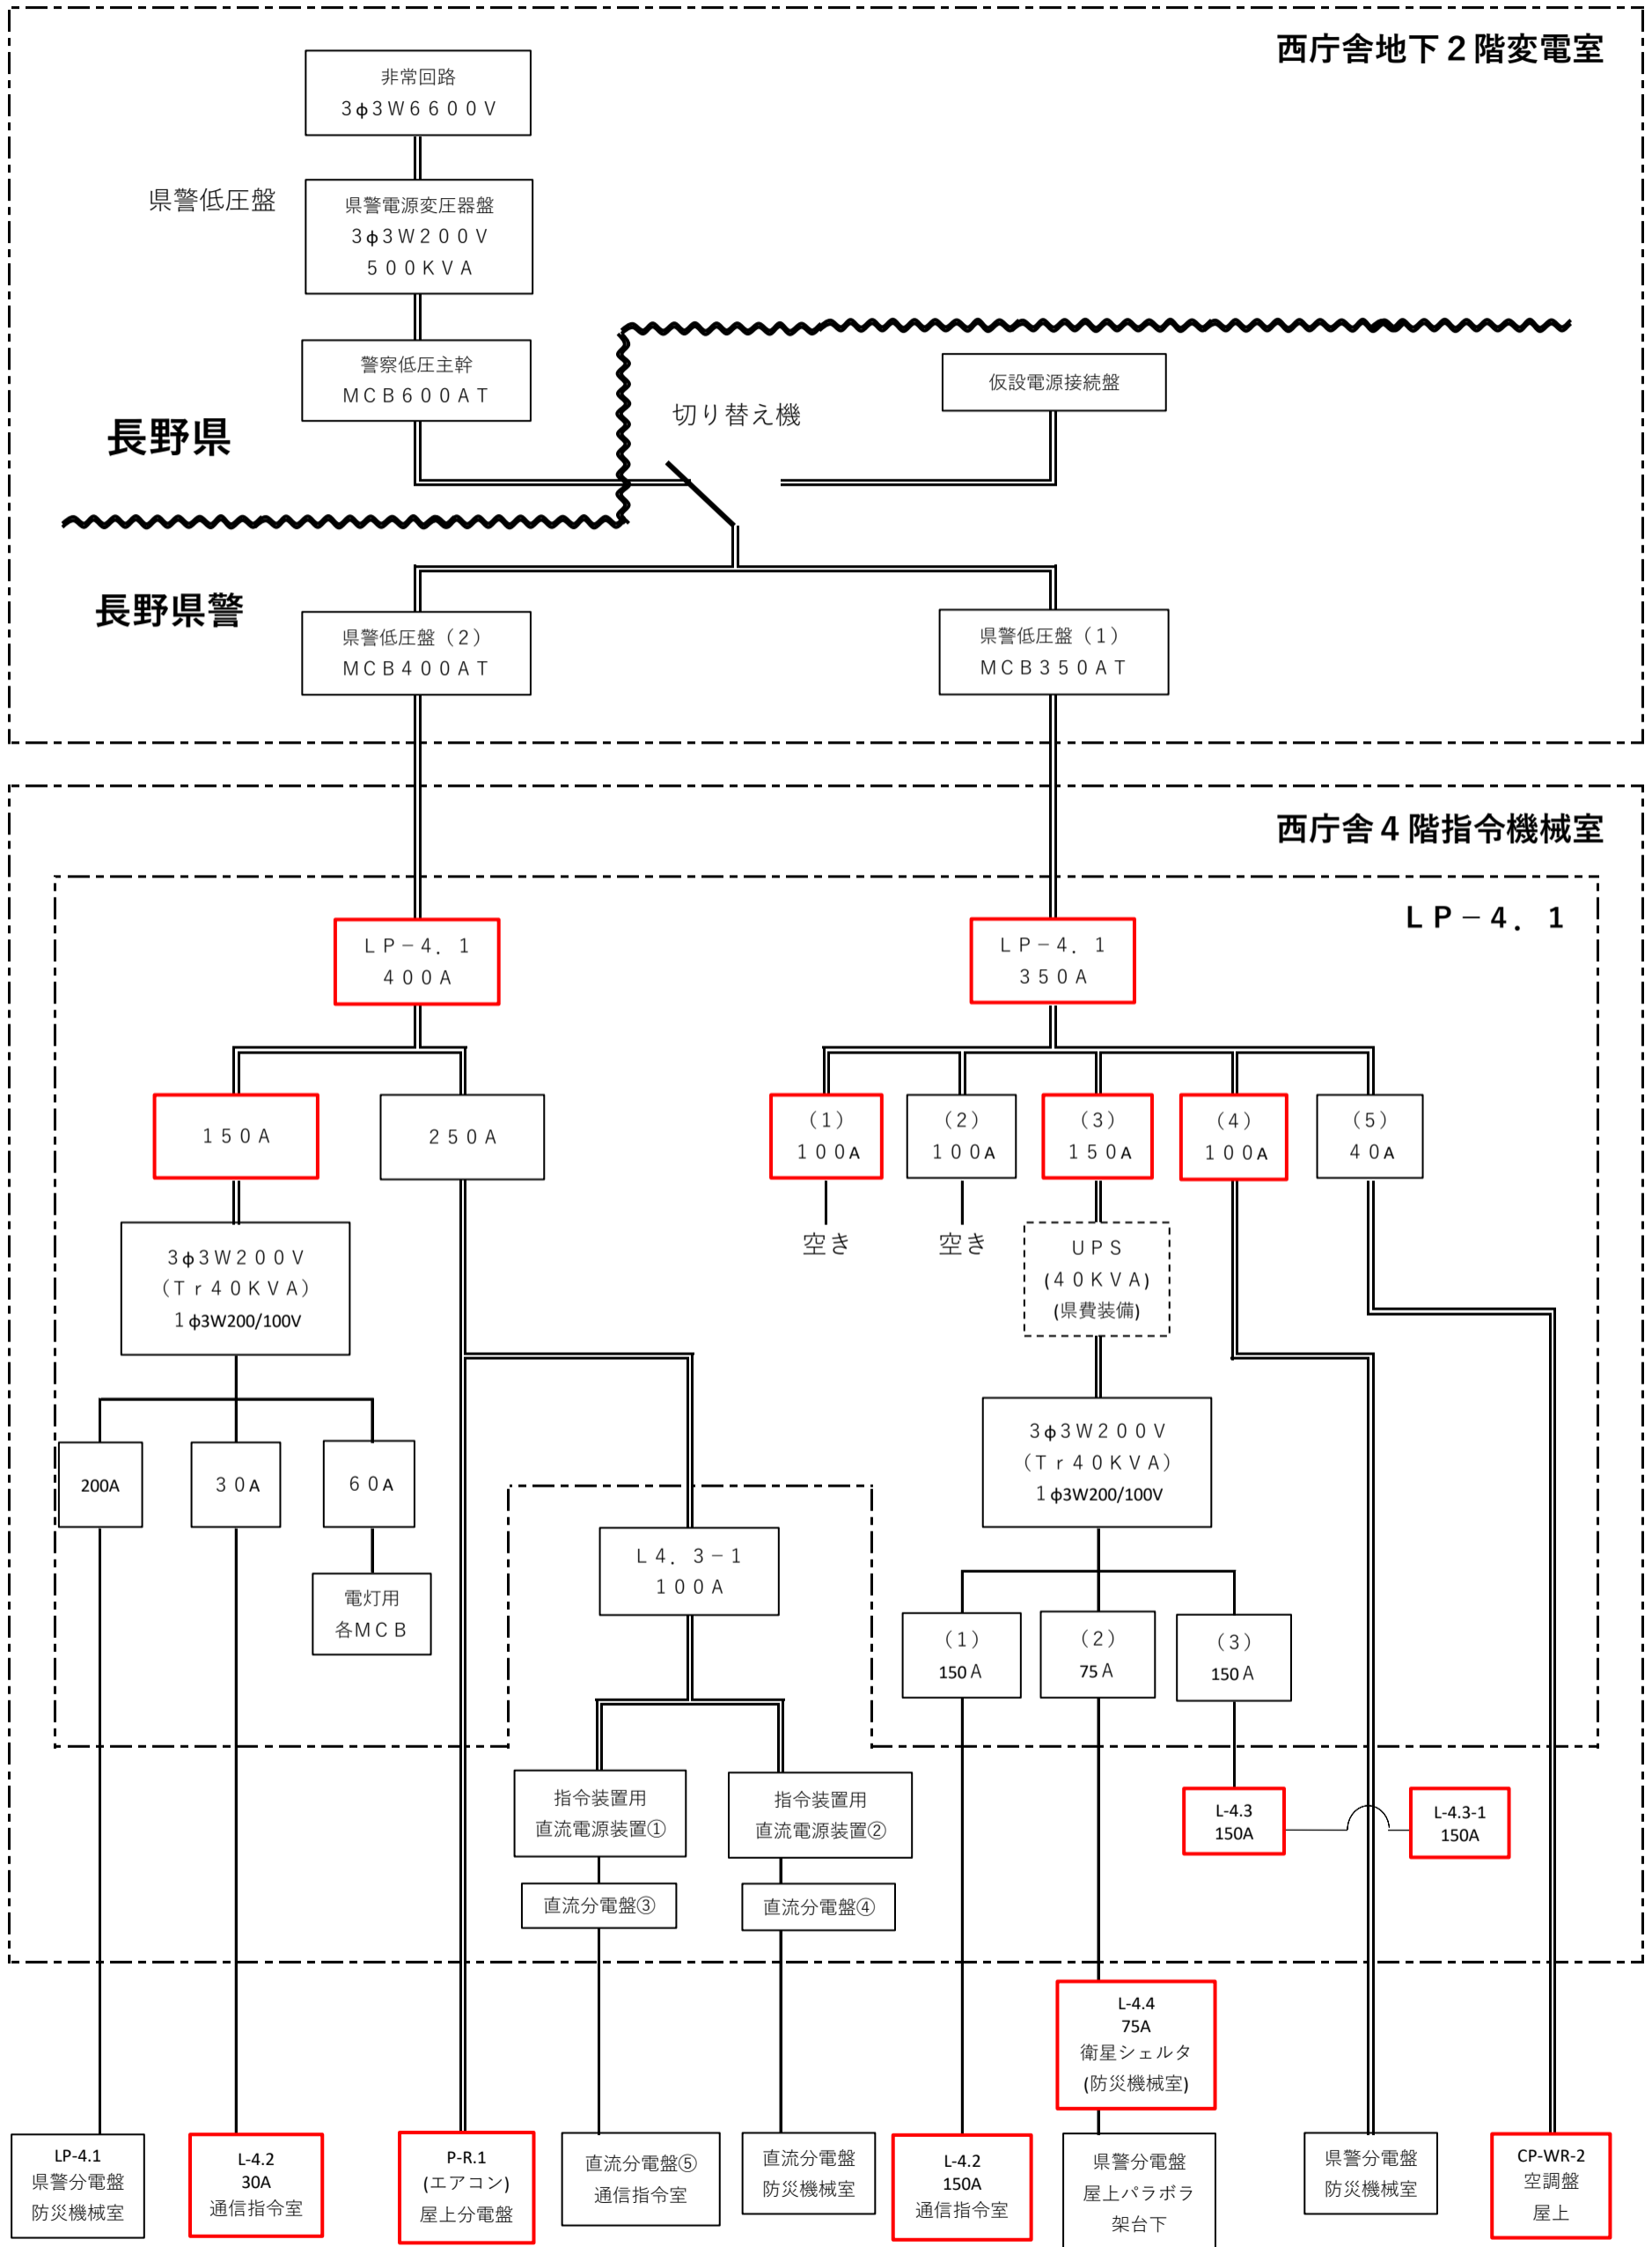 西庁舎地下２階変電室
非常回路
３φ３Ｗ６６００Ｖ
県警低圧盤
県警電源変圧器盤
３φ３Ｗ２００Ｖ
５００ＫＶＡ
警察低圧主幹
ＭＣＢ６００ＡＴ
仮設電源接続盤
切り替え機
長野県
長野県警
県警低圧盤（２）
ＭＣＢ４００ＡＴ
県警低圧盤（１）
ＭＣＢ３５０ＡＴ
西庁舎４階指令機械室
ＬＰ－４．１
ＬＰ－４．１
４００Ａ
ＬＰ－４．１
３５０Ａ
１５０Ａ
２５０Ａ
（１）
１００A
（２）
１００A
（３）
１５０A
（４）
１００A
（５）
４０A
空き
空き
３φ３Ｗ２００Ｖ
（Ｔｒ４０ＫＶＡ）
１φ3W200/100V
ＵＰＳ
(４０ＫＶＡ)
(県費装備)
３φ３Ｗ２００Ｖ
（Ｔｒ４０ＫＶＡ）
１φ3W200/100V
200A
３０A
６０A
電灯用
各ＭＣＢ
Ｌ４．３－１
１００Ａ
（１）
150Ａ
（２）
75Ａ
（３）
150Ａ
指令装置用
直流電源装置①
指令装置用
直流電源装置②
L-4.3
150A
L-4.3-1
150A
直流分電盤③
直流分電盤④
L-4.4
75A
衛星シェルタ
(防災機械室)
LP-4.1
県警分電盤
防災機械室
L-4.2
30A
通信指令室
P-R.1
(エアコン)
屋上分電盤
直流分電盤⑤
通信指令室
直流分電盤
防災機械室
L-4.2
150A
通信指令室
県警分電盤
屋上パラボラ
架台下
県警分電盤
防災機械室
CP-WR-2
空調盤
屋上